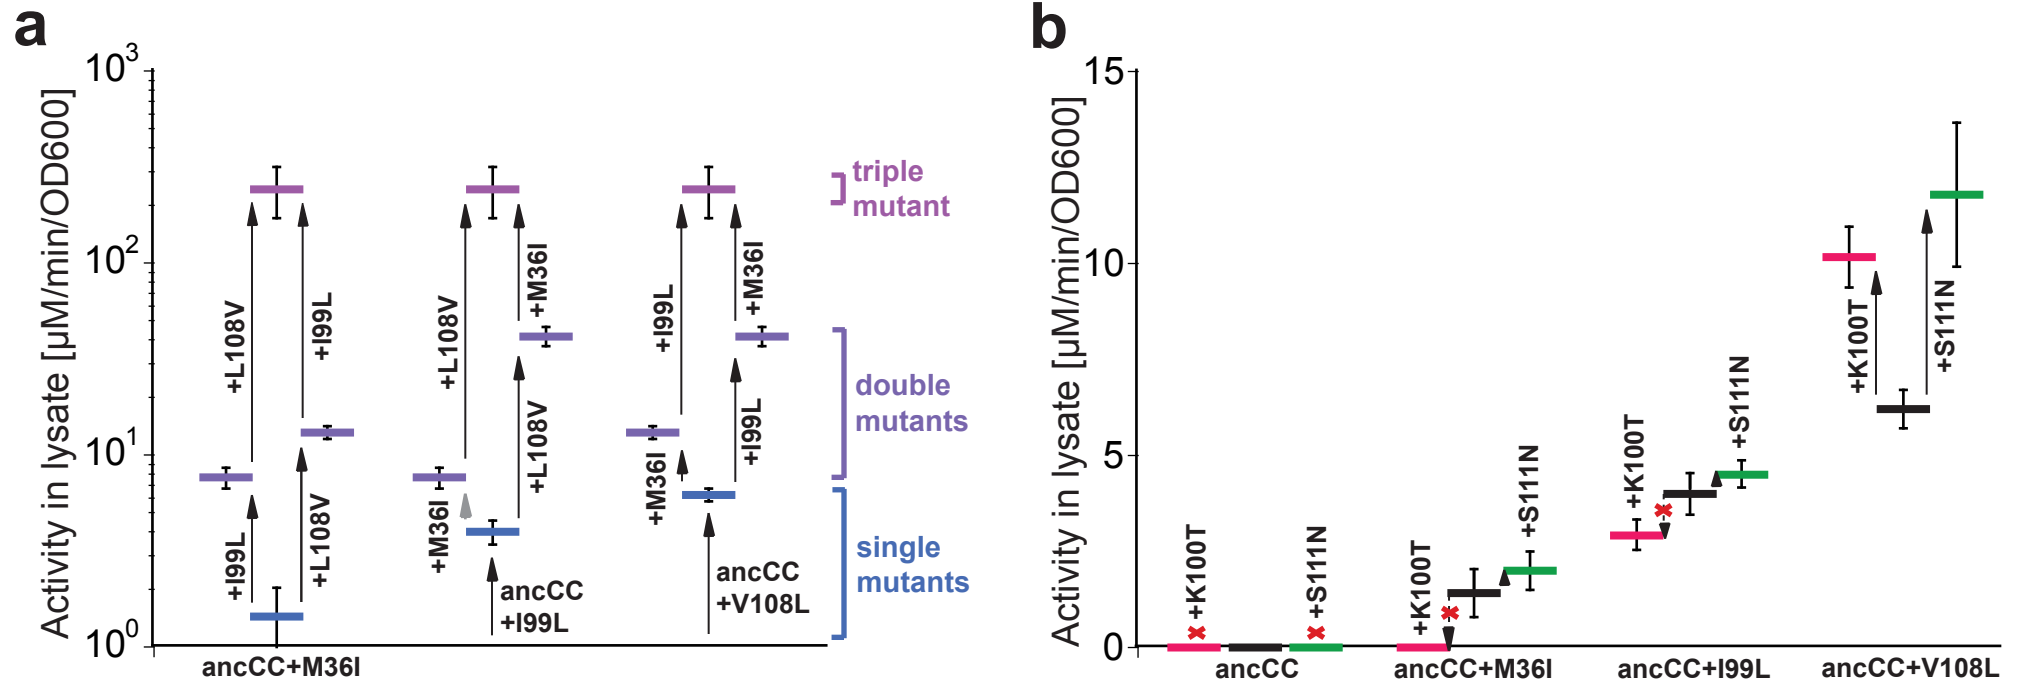 a
Activity in lysate [µM/min/OD600]
10³
10²
10¹
10⁰
+L108V
+I99L
+I99L
+L108V
ancCC+M36I
+L108V
+M36I
+M36I
+L108V
ancCC
+I99L
+I99L
+M36I
+M36I
+I99L
ancCC
+V108L
triple
mutant
double
mutants
single
mutants
b
Activity in lysate [µM/min/OD600]
15
10
5
0
+K100T
+S111N
ancCC
+K100T
+S111N
ancCC+M36I
+K100T
+S111N
ancCC+I99L
+K100T
+S111N
ancCC+V108L